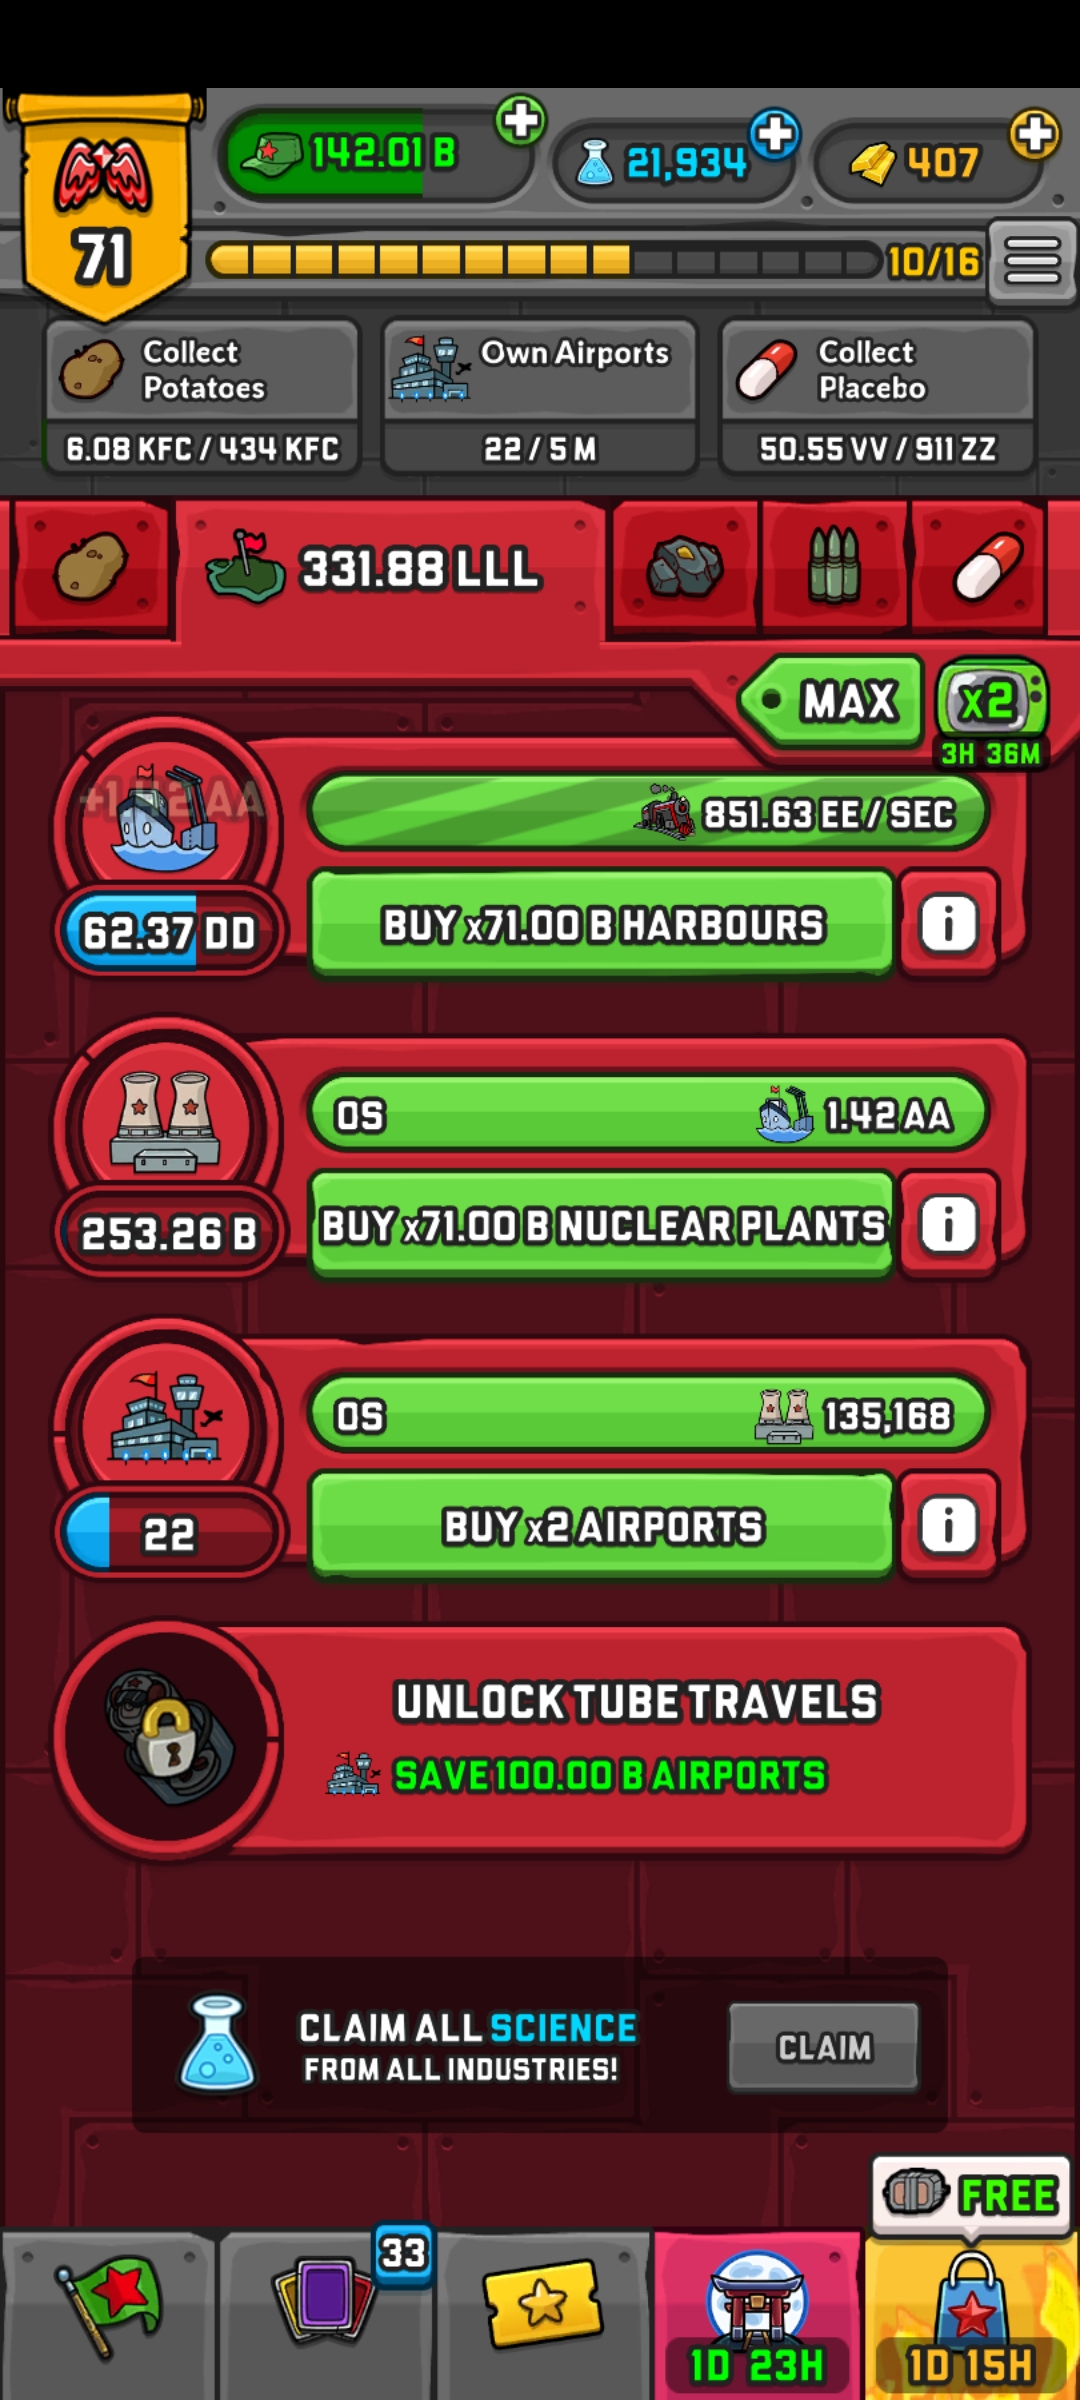 142.01 B
21,934
407
71
10/16
Collect
Potatoes
6.08 KFC / 434 KFC
Own Airports
22 / 5 M
Collect
Placebo
50.55 VV / 911 ZZ
331.88 LLL
MAX
x2
3H 36M
+1.42 AA
851.63 EE / SEC
62.37 DD
BUY x71.00 B HARBOURS
i
0S
1.42 AA
253.26 B
BUY x71.00 B NUCLEAR PLANTS
i
0S
135,168
22
BUY x2 AIRPORTS
i
UNLOCK TUBE TRAVELS
SAVE 100.00 B AIRPORTS
CLAIM ALL SCIENCE
FROM ALL INDUSTRIES!
CLAIM
FREE
33
1D 23H
1D 15H